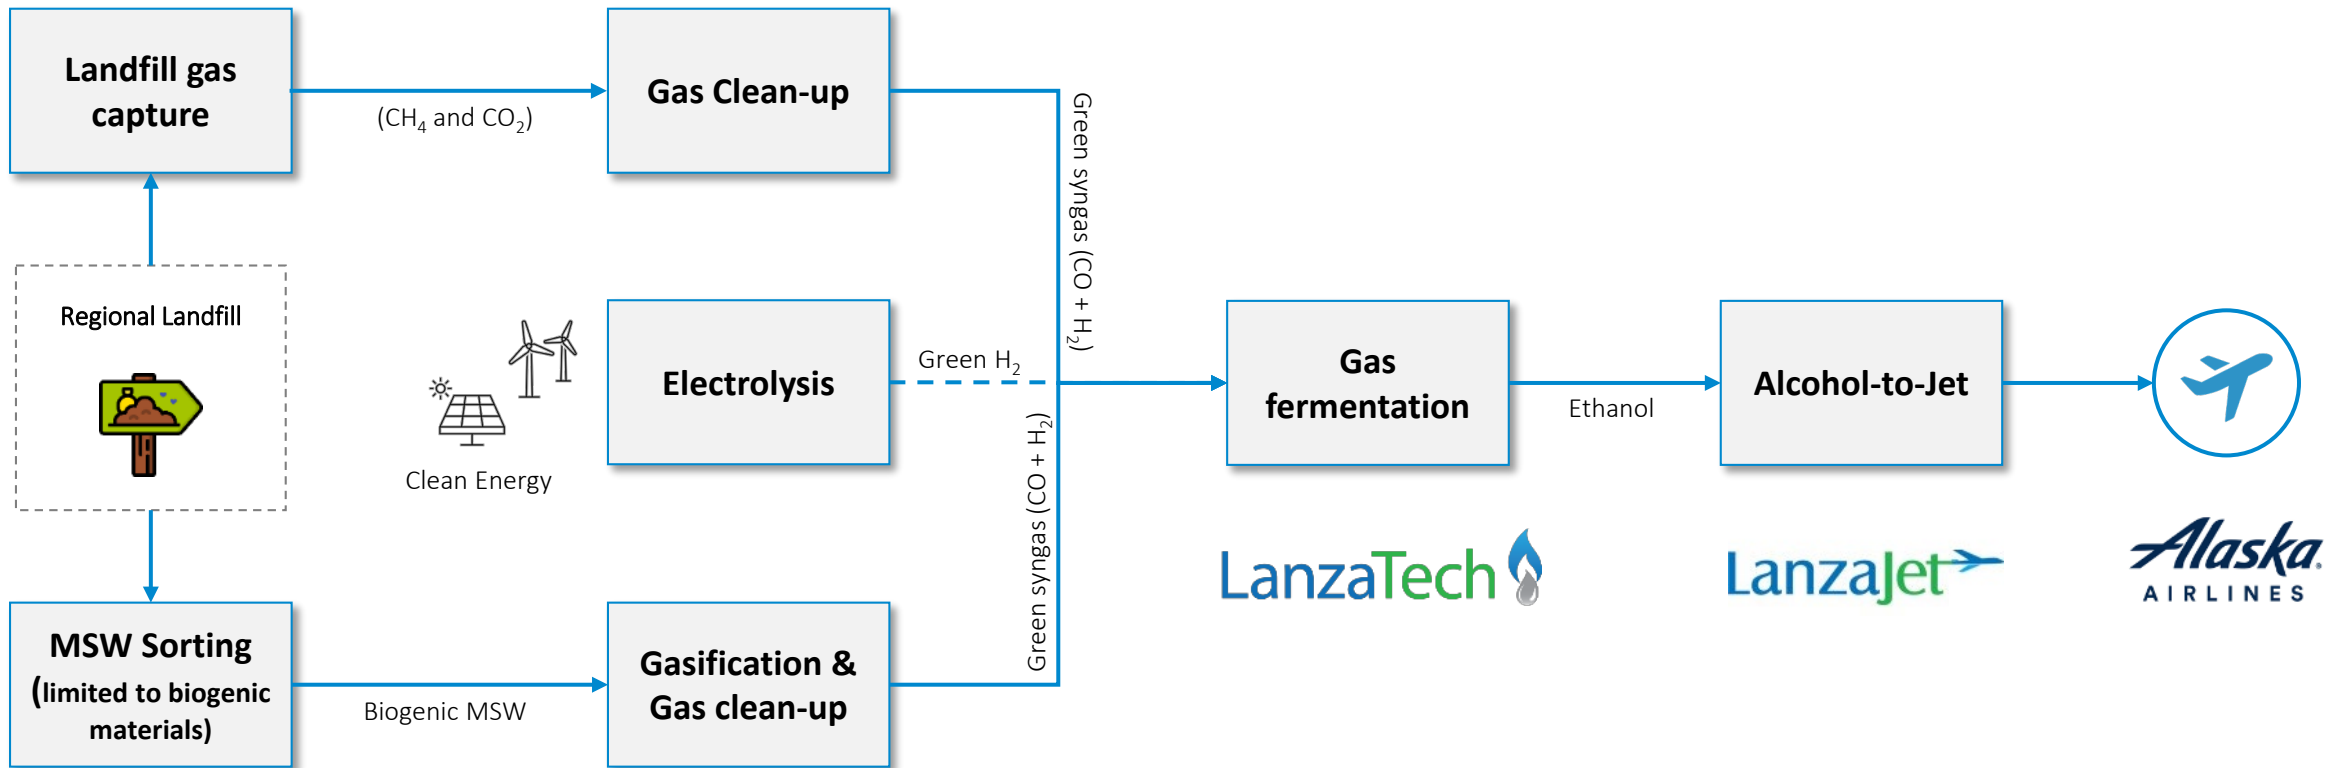 Landfill gas
capture
(CH₄ and CO₂)
Gas Clean-up
Green syngas (CO + H₂)
Regional Landfill
Clean Energy
Electrolysis
Green H₂
Gas
fermentation
Ethanol
Alcohol-to-Jet
LanzaTech
LanzaJet
Alaska
AIRLINES
MSW Sorting
(limited to biogenic
materials)
Biogenic MSW
Gasification &
Gas clean-up
Green syngas (CO + H₂)